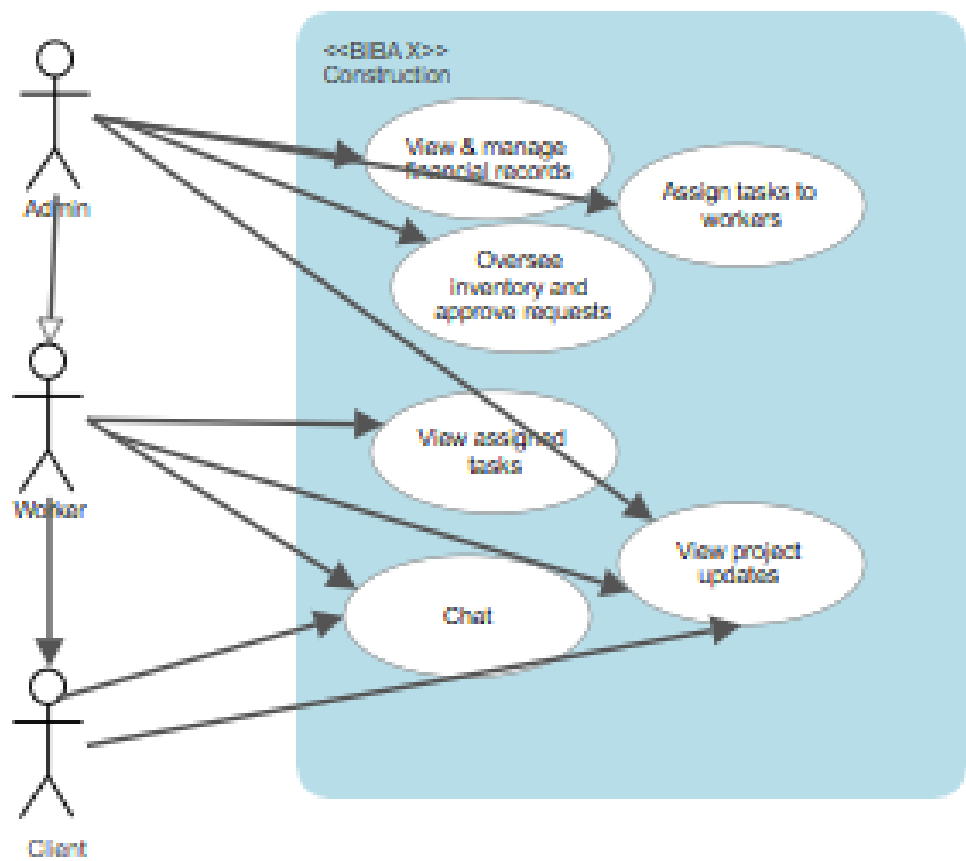 <<BIBA X>>
Construction
View & manage
financial records
Assign tasks to
workers
Admin
Oversee
inventory and
approve requests
View assigned
tasks
Worker
View project
updates
Chat
Client